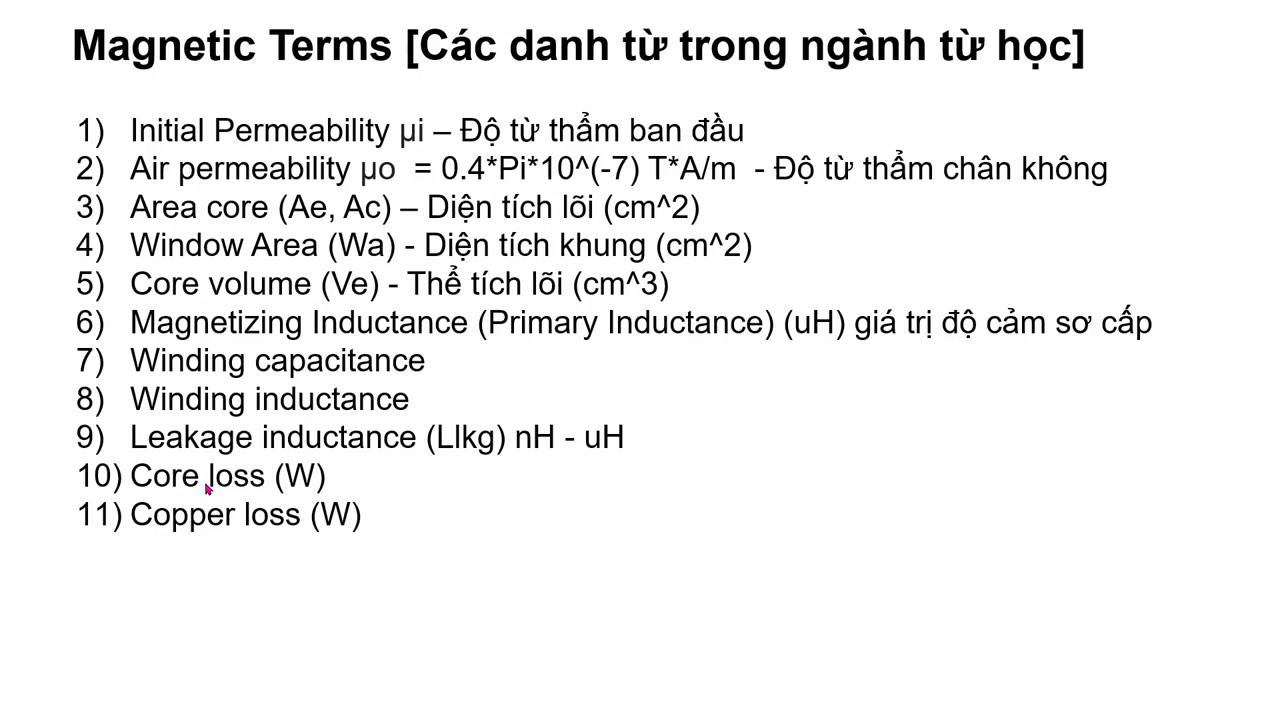 Magnetic Terms [Các danh từ trong ngành từ học]
1) Initial Permeability μi – Độ từ thẩm ban đầu
2) Air permeability μo = 0.4*Pi*10^(-7) T*A/m - Độ từ thẩm chân không
3) Area core (Ae, Ac) – Diện tích lõi (cm^2)
4) Window Area (Wa) - Diện tích khung (cm^2)
5) Core volume (Ve) - Thể tích lõi (cm^3)
6) Magnetizing Inductance (Primary Inductance) (uH) giá trị độ cảm sơ cấp
7) Winding capacitance
8) Winding inductance
9) Leakage inductance (Llkg) nH - uH
10) Core loss (W)
11) Copper loss (W)